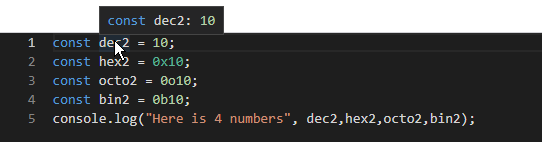 const dec2: 10
1 const dec2 = 10;
2 const hex2 = 0x10;
3 const octo2 = 0o10;
4 const bin2 = 0b10;
5 console.log("Here is 4 numbers", dec2,hex2,octo2,bin2);